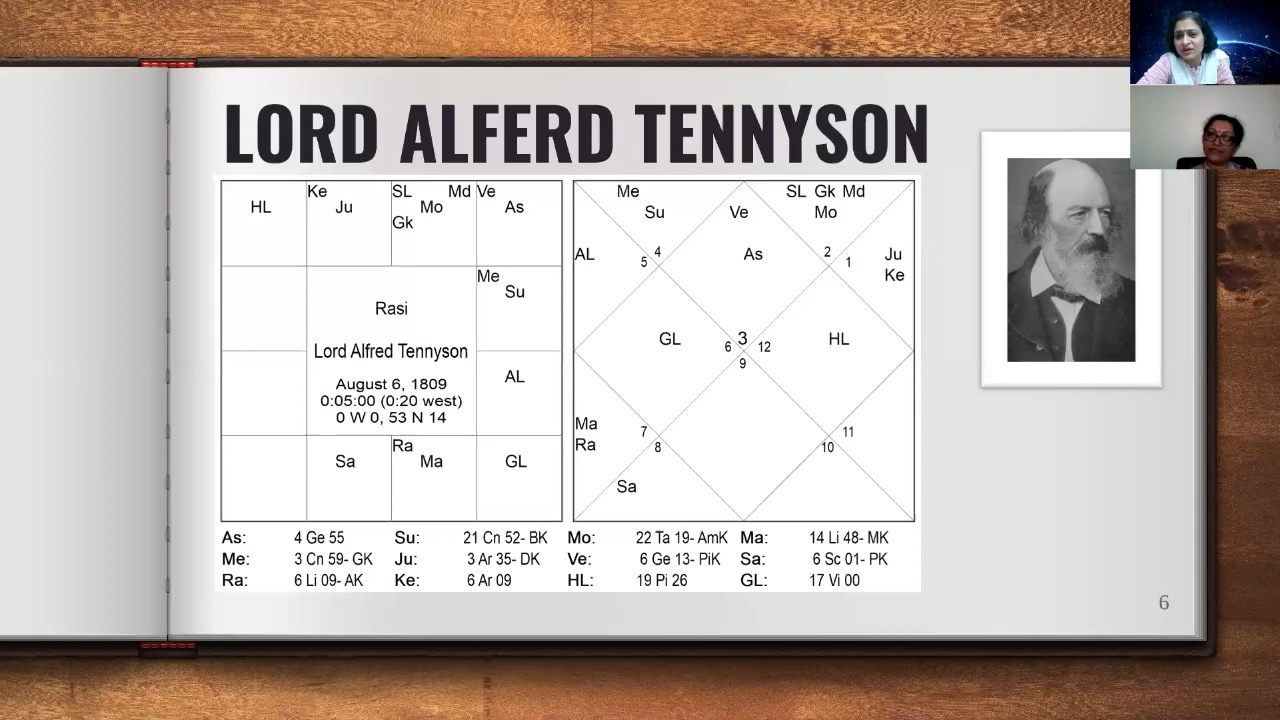 LORD ALFERD TENNYSON
HL
Ke
Ju
SL Md
Mo
Gk
Ve
As
Me
Su
Rasi
Lord Alfred Tennyson
August 6, 1809
0:05:00 (0:20 west)
0 W 0, 53 N 14
AL
Sa
Ra
Ma
GL
Me
Su
Ve
SL Gk Md
Mo
AL
As
Ju
Ke
4
5
2
1
GL
HL
3
6
12
9
Ma
Ra
7
8
11
10
Sa
As: 4 Ge 55 Su: 21 Cn 52- BK Mo: 22 Ta 19- AmK Ma: 14 Li 48- MK
Me: 3 Cn 59- GK Ju: 3 Ar 35- DK Ve: 6 Ge 13- PiK Sa: 6 Sc 01- PK
Ra: 6 Li 09- AK Ke: 6 Ar 09 HL: 19 Pi 26 GL: 17 Vi 00
6